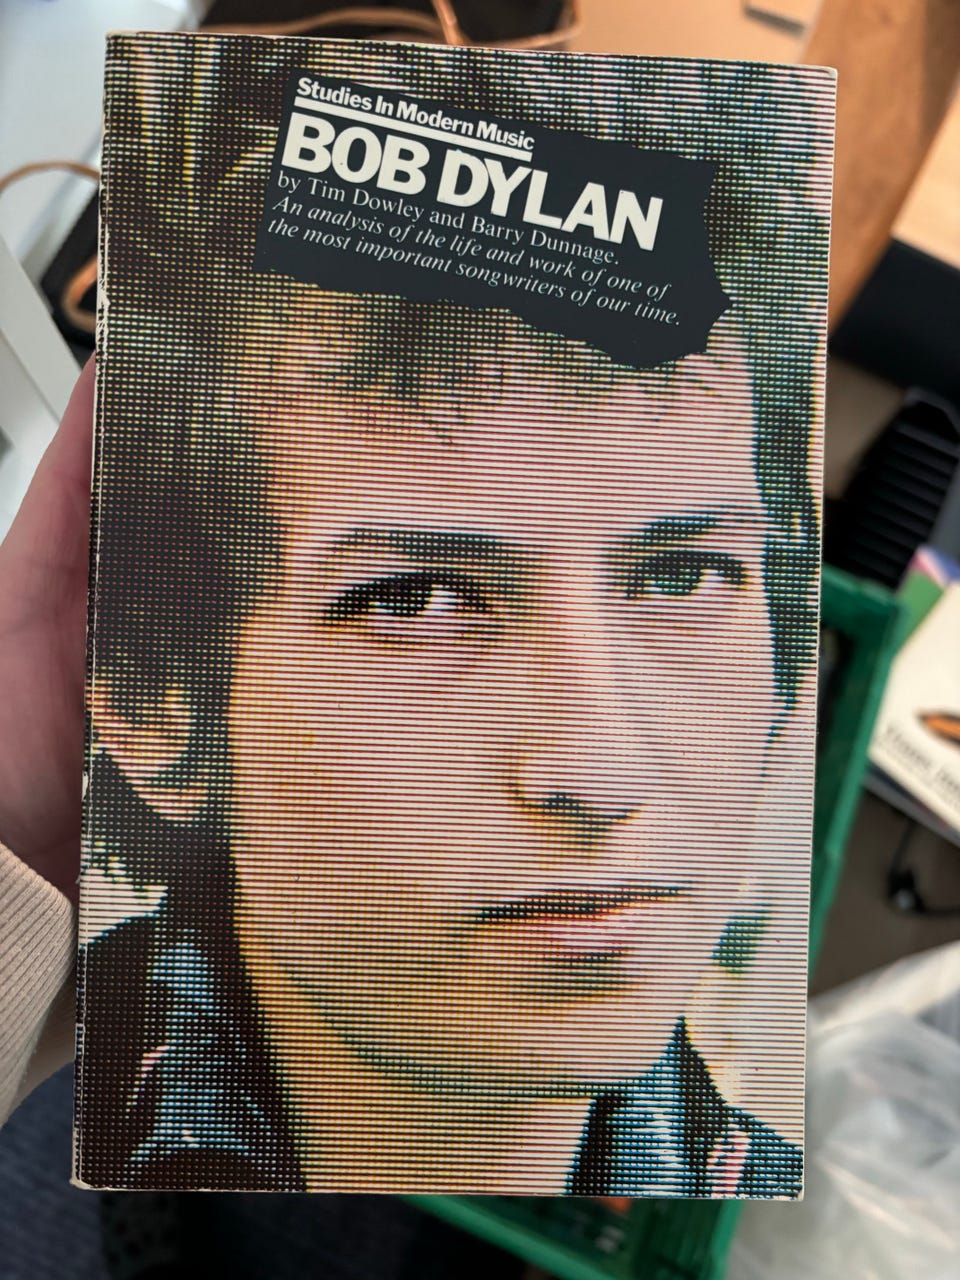 Studies In Modern Music
BOB DYLAN
by Tim Dowley and Barry Dunnage.
An analysis of the life and work of one of
the most important songwriters of our time.